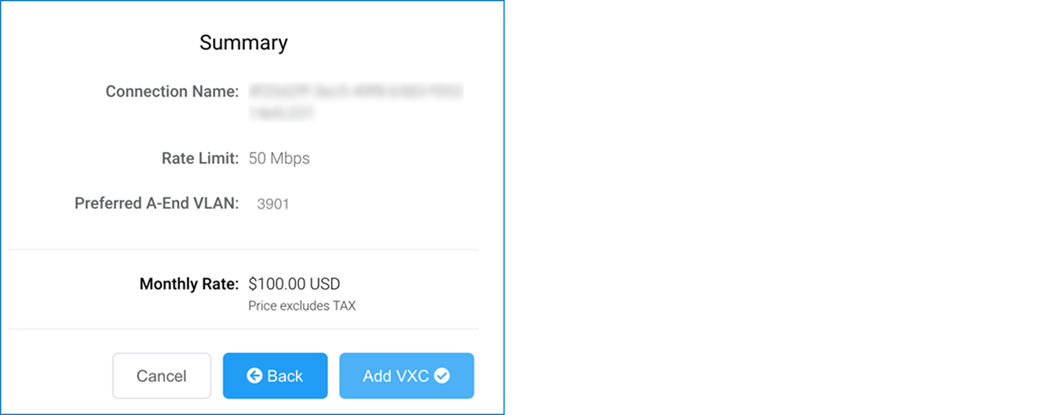 Summary
Connection Name:
Rate Limit: 50 Mbps
Preferred A-End VLAN: 3901
Monthly Rate: $100.00 USD
Price excludes TAX
Cancel Back Add VXC